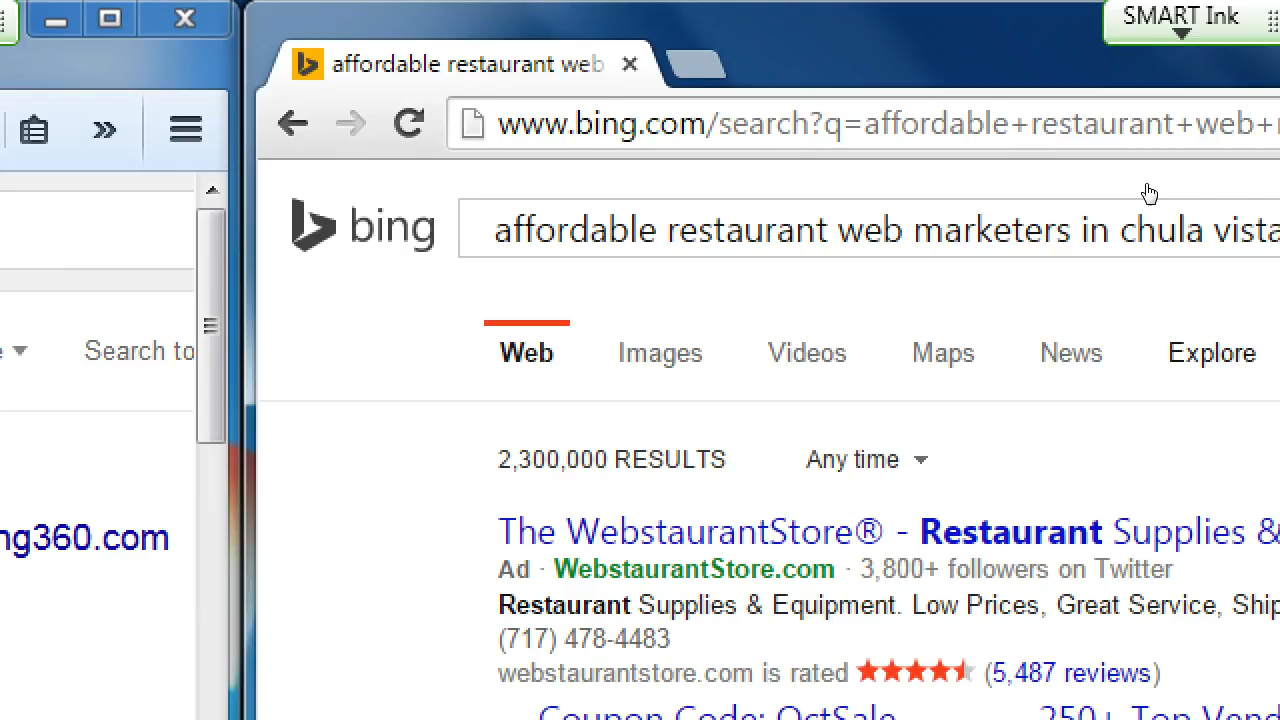 SMART Ink
affordable restaurant web
www.bing.com/search?q=affordable+restaurant+web+
bing
affordable restaurant web marketers in chula vista
Search to
Web Images Videos Maps News Explore
2,300,000 RESULTS Any time
The WebstaurantStore® - Restaurant Supplies &
ng360.com
Ad · WebstaurantStore.com · 3,800+ followers on Twitter
Restaurant Supplies & Equipment. Low Prices, Great Service, Ship
(717) 478-4483
webstaurantstore.com is rated (5,487 reviews)
Coupon Code: OctSale 250+ Top Vend